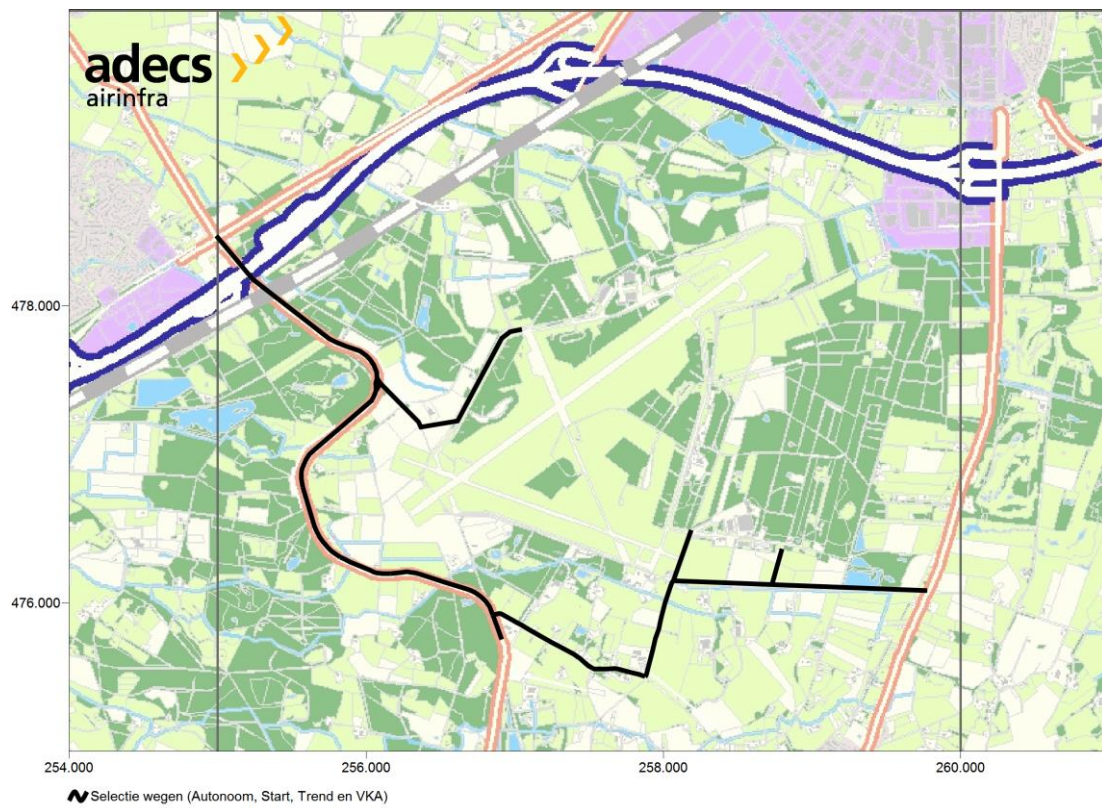 adecs
airinfra
478.000
476.000
254.000 256.000 258.000 260.000
Selectie wegen (Autonoom, Start, Trend en VKA)